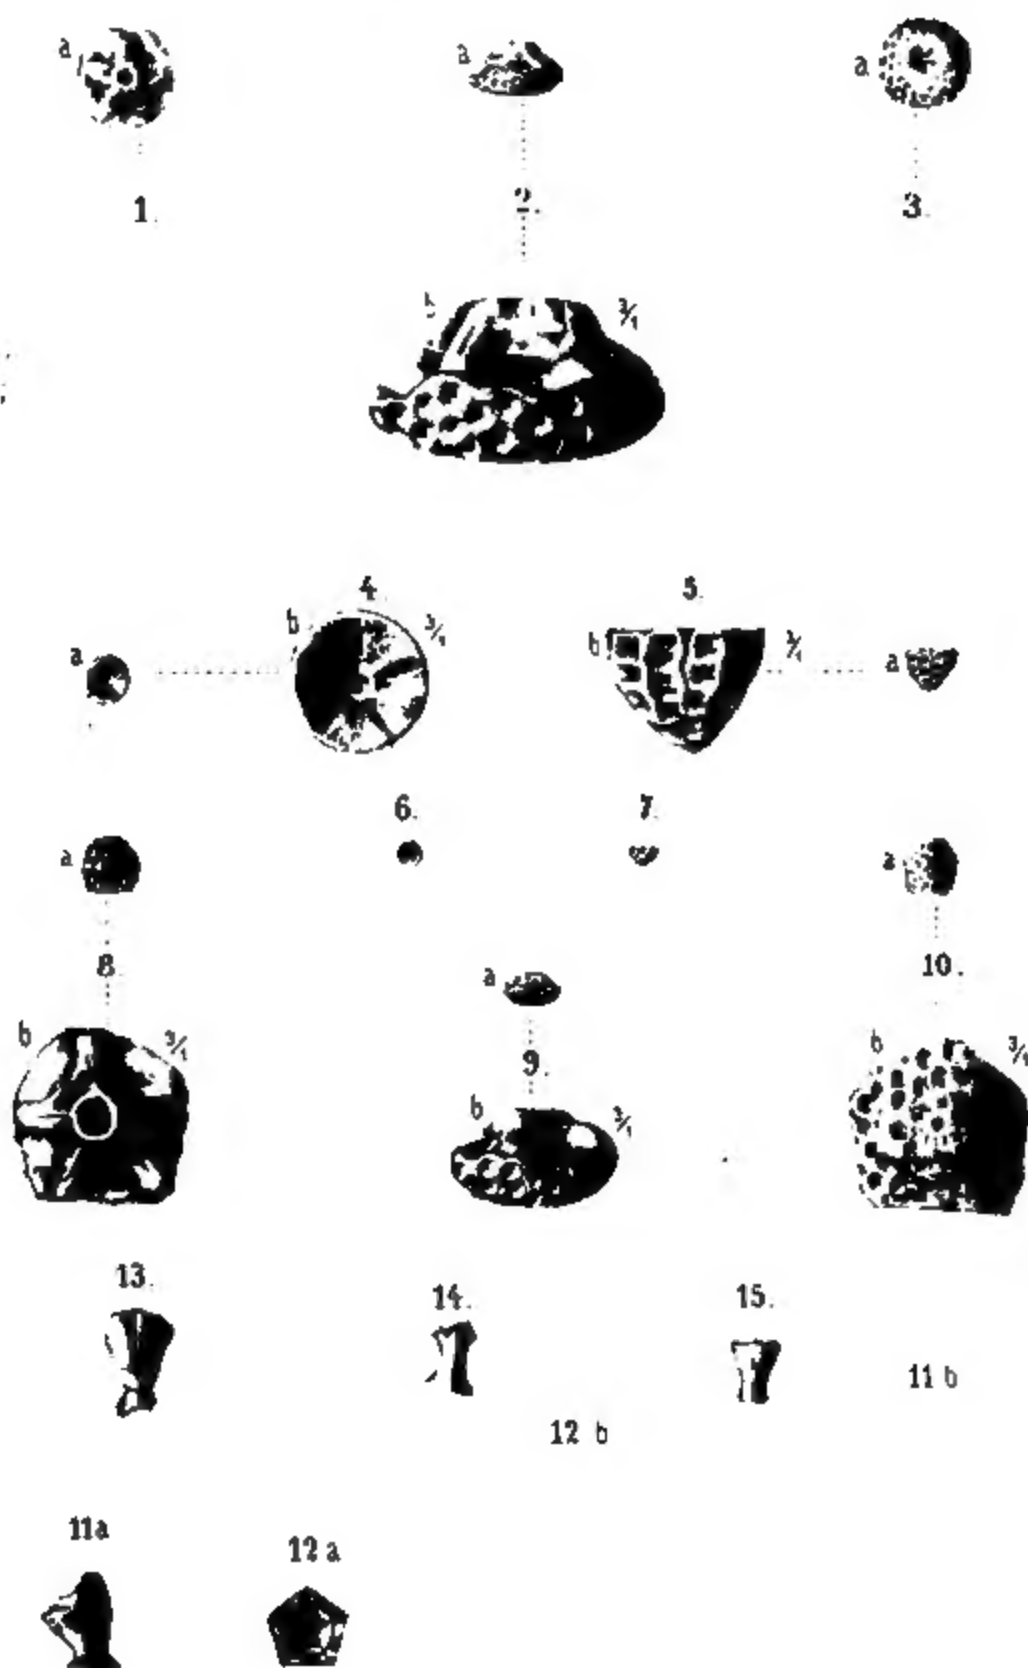 a a a
1. 2. 3.
b 3/1
4. 5.
a b 3/1 b 3/1 a
6. 7.
a a
8. a 10.
b 3/1 9. b 3/1
b 3/1
13. 14. 15.
11 b
12 b
11a 12 a